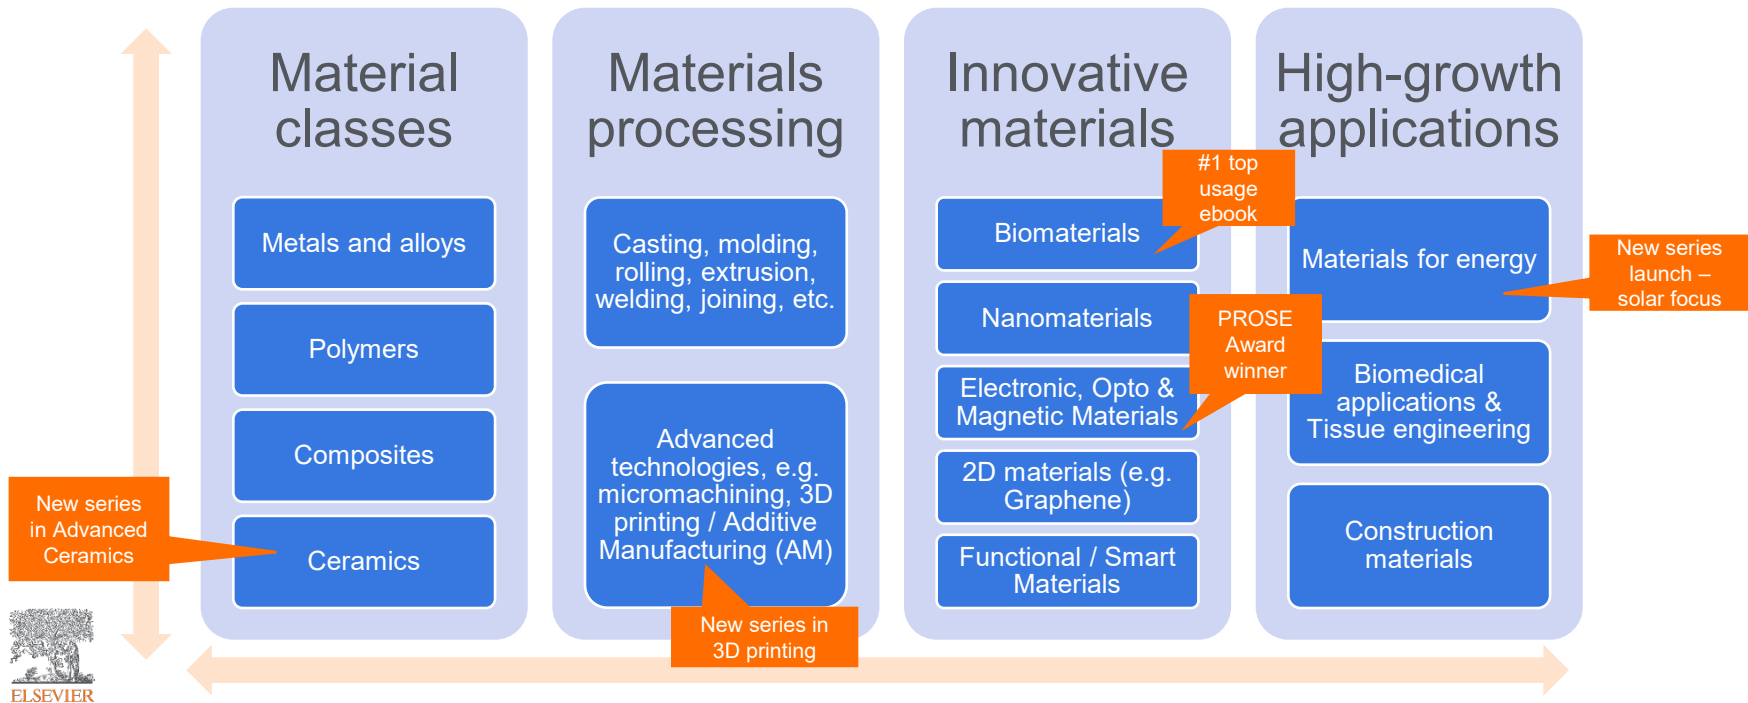 Material
classes
Metals and alloys
Polymers
Composites
Ceramics
New series
in Advanced
Ceramics
Materials
processing
Casting, molding,
rolling, extrusion,
welding, joining, etc.
Advanced
technologies, e.g.
micromachining, 3D
printing / Additive
Manufacturing (AM)
New series in
3D printing
Innovative
materials
#1 top
usage
ebook
Biomaterials
Nanomaterials
PROSE
Award
winner
Electronic, Opto &
Magnetic Materials
2D materials (e.g.
Graphene)
Functional / Smart
Materials
High-growth
applications
Materials for energy
New series
launch –
solar focus
Biomedical
applications &
Tissue engineering
Construction
materials
ELSEVIER